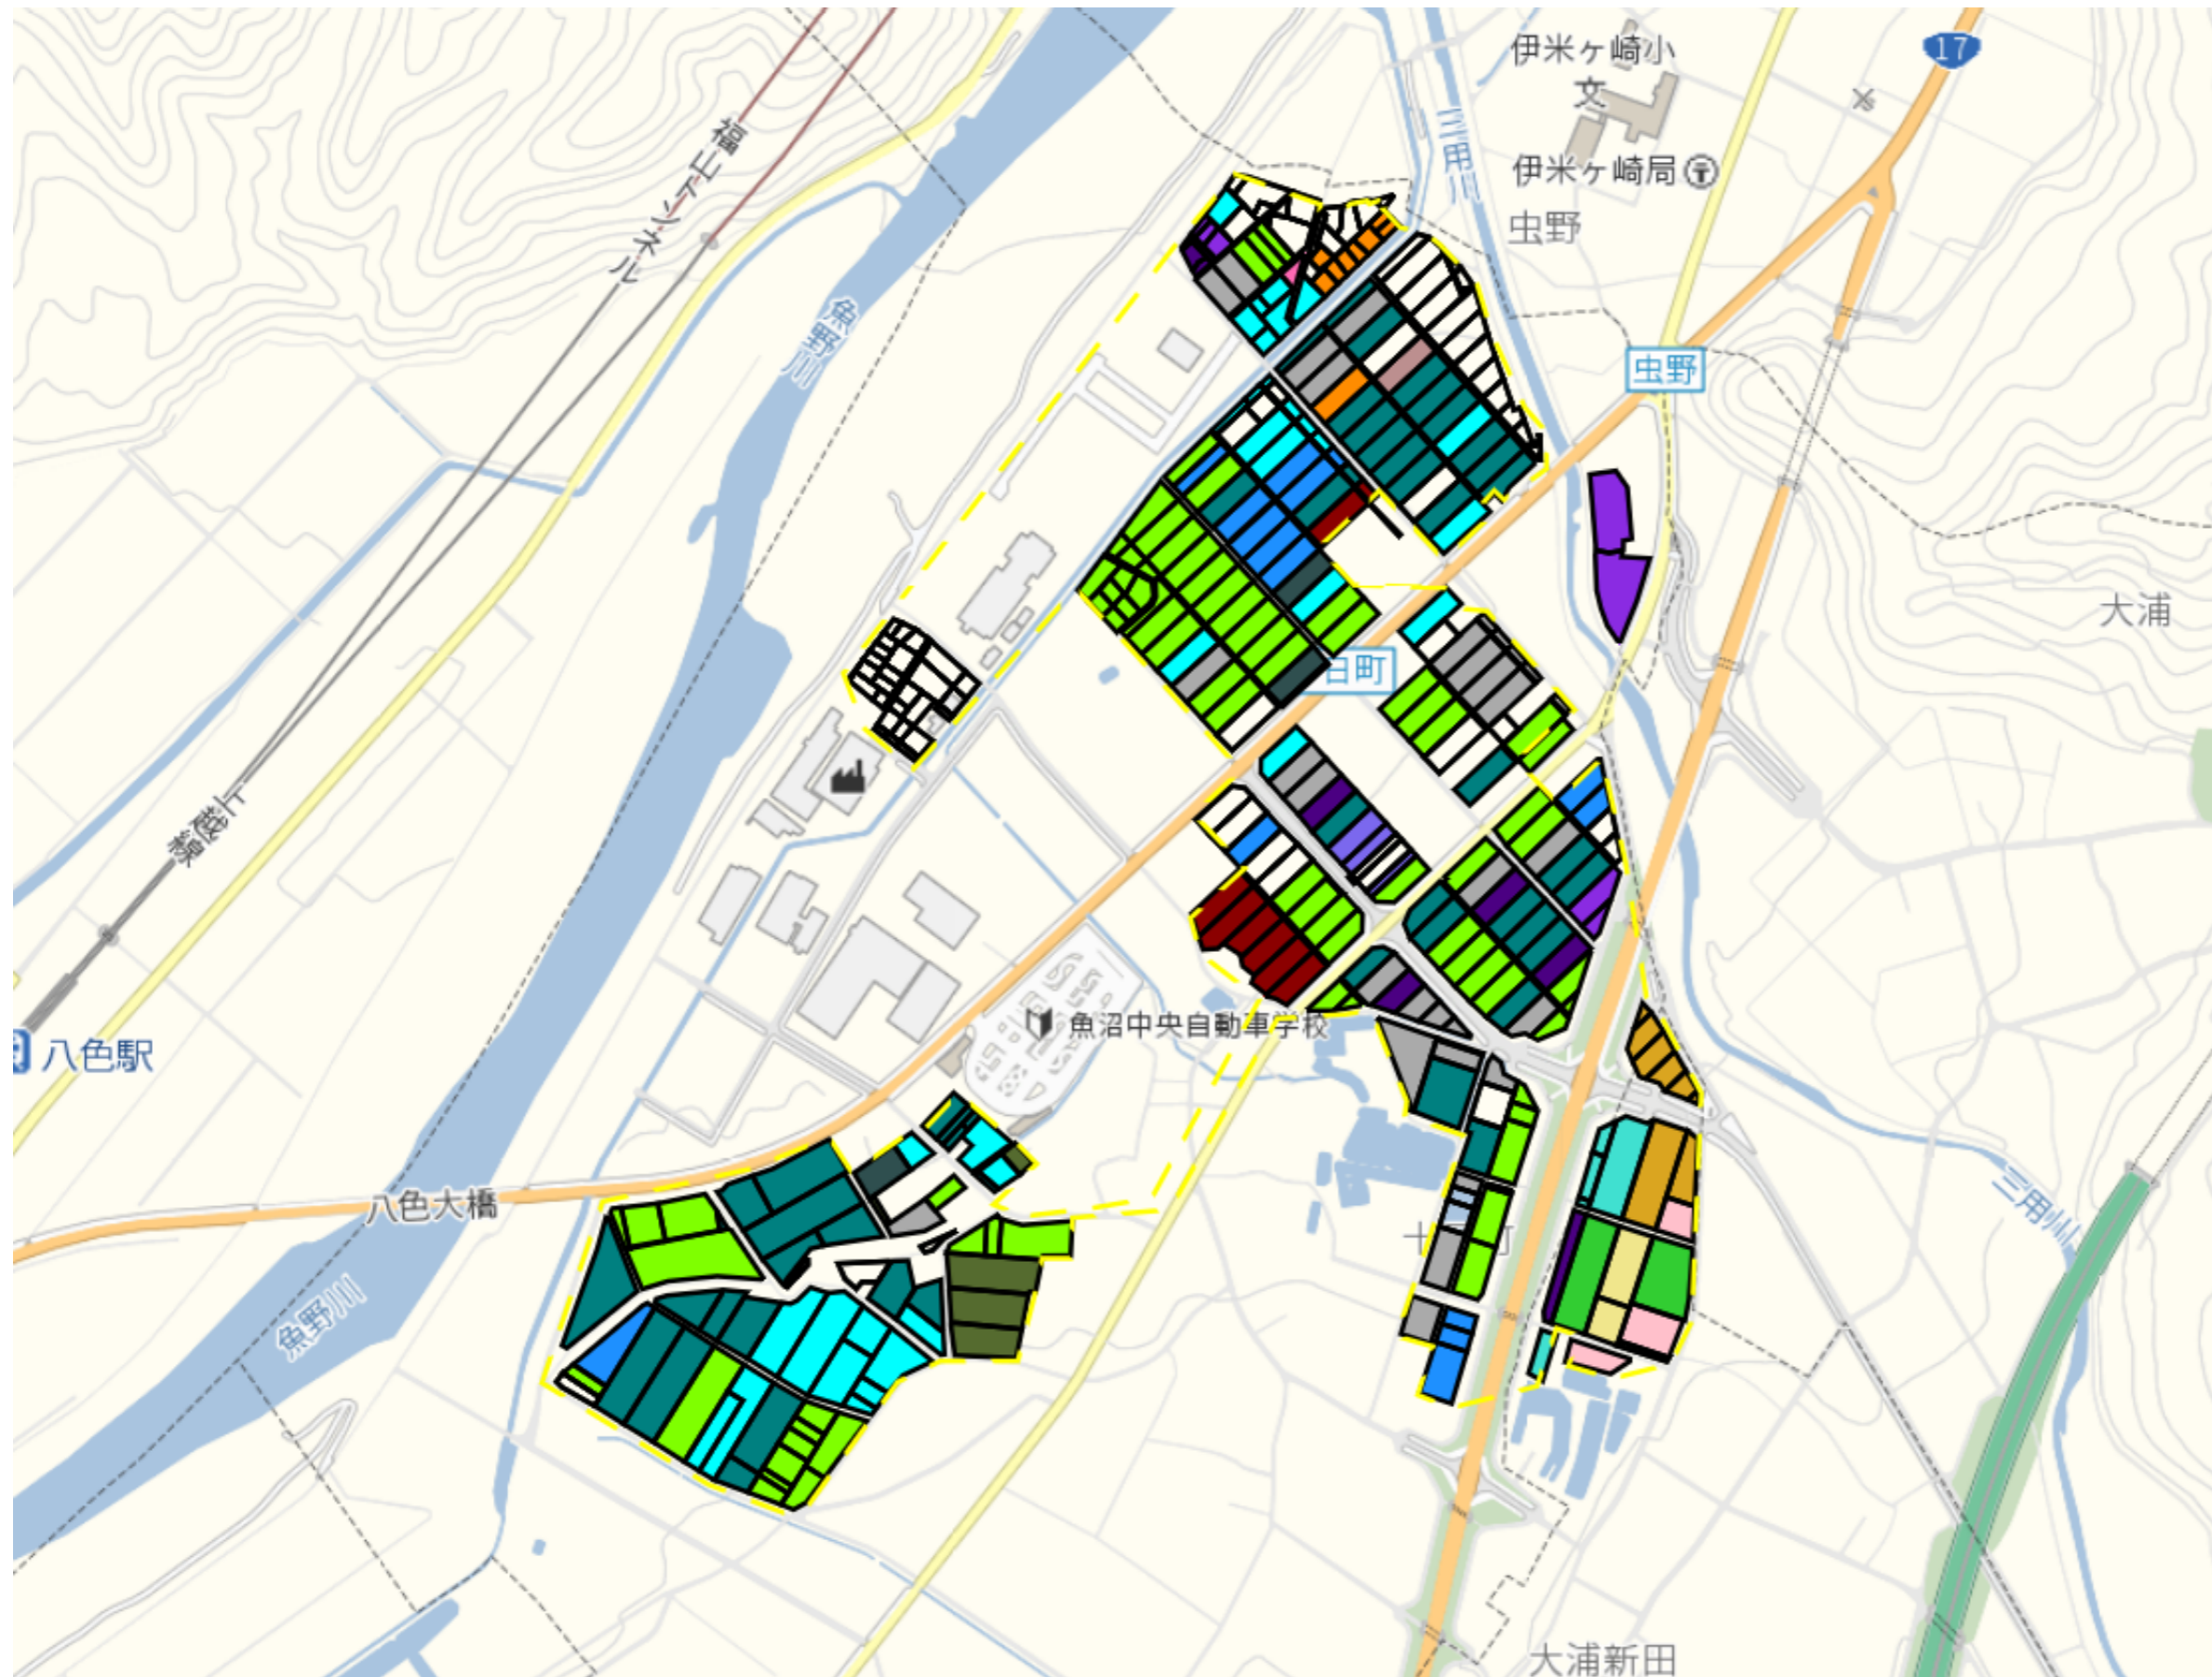 伊米ヶ崎小
文
17
伊米ヶ崎局
虫野
三用川
福山トンネル
魚野川
虫野
大浦
日町
上越線
魚沼中央自動車学校
八色駅
八色大橋
三用川
魚野川
大浦新田